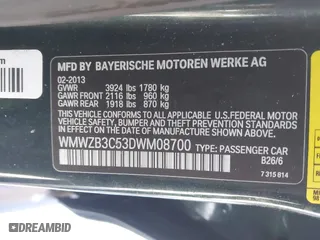 MFD BY BAYERISCHE MOTOREN WERKE AG
02-2013
GVWR 3924 lbs 1780 kg
GAWR FRONT 2116 lbs 960 kg
GAWR REAR 1918 lbs 870 kg
THIS VEHICLE CONFORMS TO ALL APPLICABLE U.S.FEDERAL MOTOR
VEHICLE SAFETY, BUMPER, AND THEFT PREVENTION STANDARDS
IN EFFECT ON THE DATE OF MANUFACTURE SHOWN ABOVE.
WMWZB3C53DWM08700 TYPE: PASSENGER CAR
B26/6
7 315 814
© IAAI/BIDMASTER